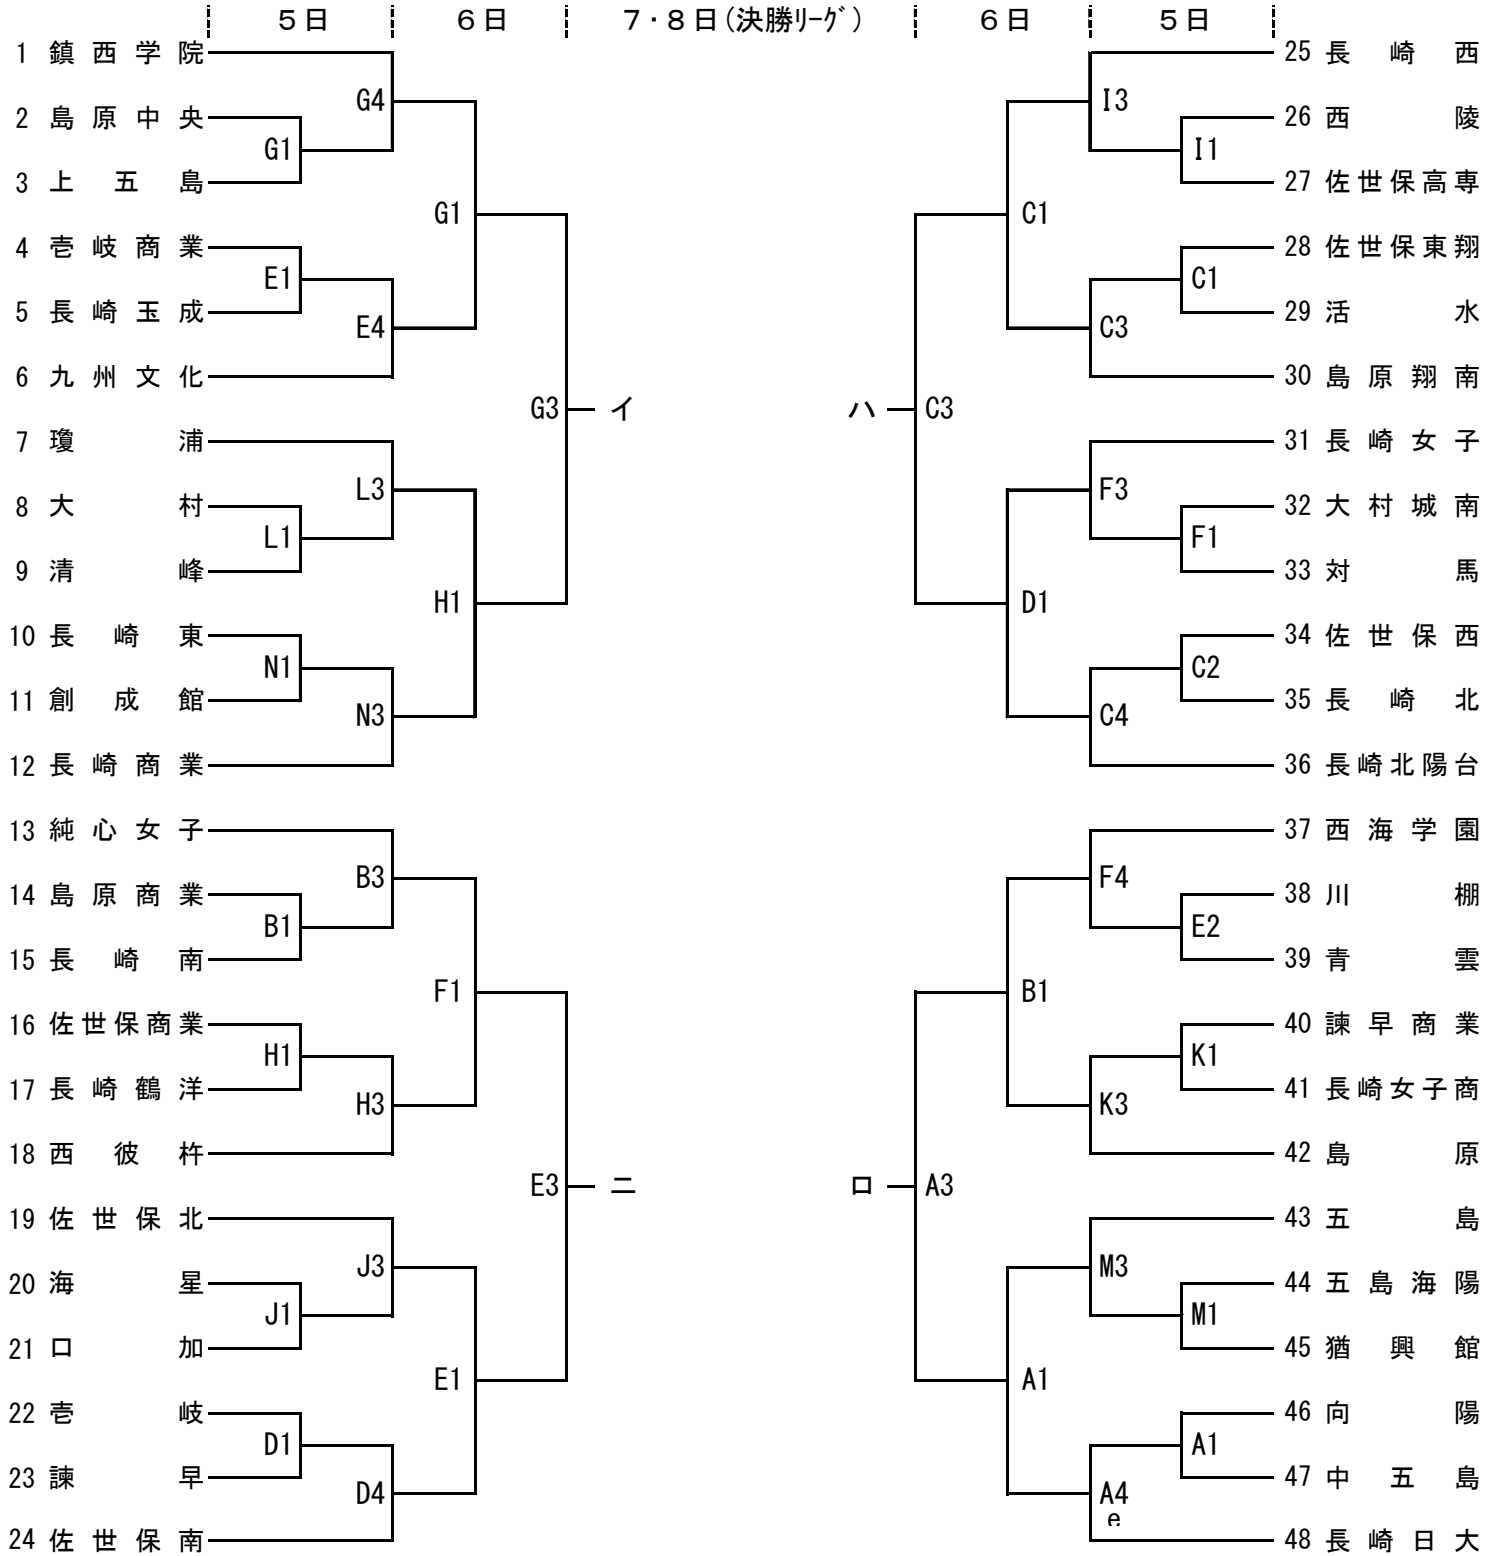 5日 6日 7・8日(決勝ﾘｰｸﾞ) 6日 5日
1 鎮西学院
G4
2 島原中央
G1
3 上五島
G1
4 壱岐商業
E1
5 長崎玉成
E4
6 九州文化
G3 イ
7 瓊浦
L3
8 大村
L1
9 清峰
H1
10 長崎東
N1
11 創成館
N3
12 長崎商業
13 純心女子
B3
14 島原商業
B1
15 長崎南
F1
16 佐世保商業
H1
17 長崎鶴洋
H3
18 西彼杵
E3 ニ
19 佐世保北
J3
20 海星
J1
21 口加
E1
22 壱岐
D1
23 諫早
D4
24 佐世保南
25 長崎西
I3
26 西陵
I1
27 佐世保高専
C1
28 佐世保東翔
C1
29 活水
C3
30 島原翔南
ハ C3
31 長崎女子
F3
32 大村城南
F1
33 対馬
D1
34 佐世保西
C2
35 長崎北
C4
36 長崎北陽台
37 西海学園
F4
38 川棚
E2
39 青雲
B1
40 諫早商業
K1
41 長崎女子商
K3
42 島原
ロ A3
43 五島
M3
44 五島海陽
M1
45 猶興館
A1
46 向陽
A1
47 中五島
A4
e
48 長崎日大